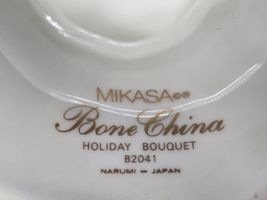 MIKASA®®
Bone China
HOLIDAY BOUQUET
B2041
NARUMI — JAPAN